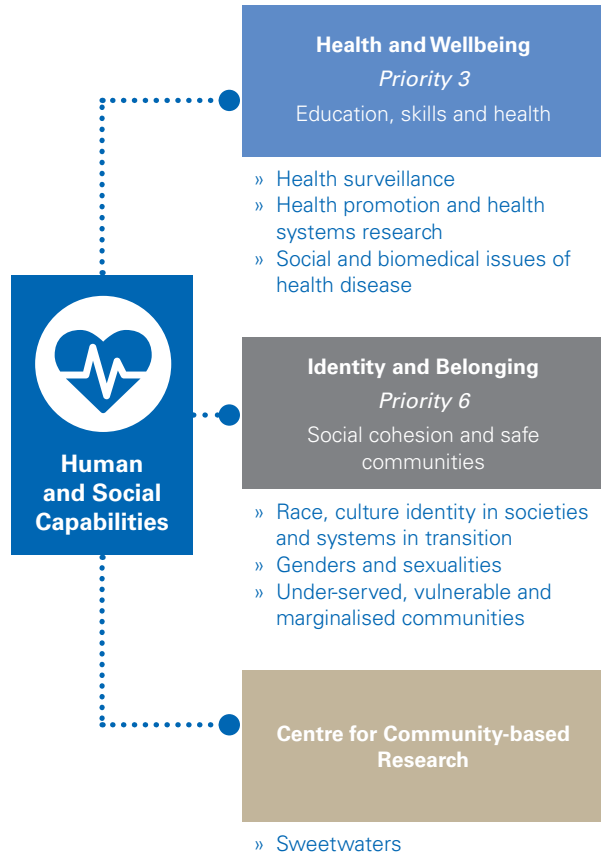 Health and Wellbeing
Priority 3
Education, skills and health
» Health surveillance
» Health promotion and health
systems research
» Social and biomedical issues of
health disease
Human
and Social
Capabilities
Identity and Belonging
Priority 6
Social cohesion and safe
communities
» Race, culture identity in societies
and systems in transition
» Genders and sexualities
» Under-served, vulnerable and
marginalised communities
Centre for Community-based
Research
» Sweetwaters